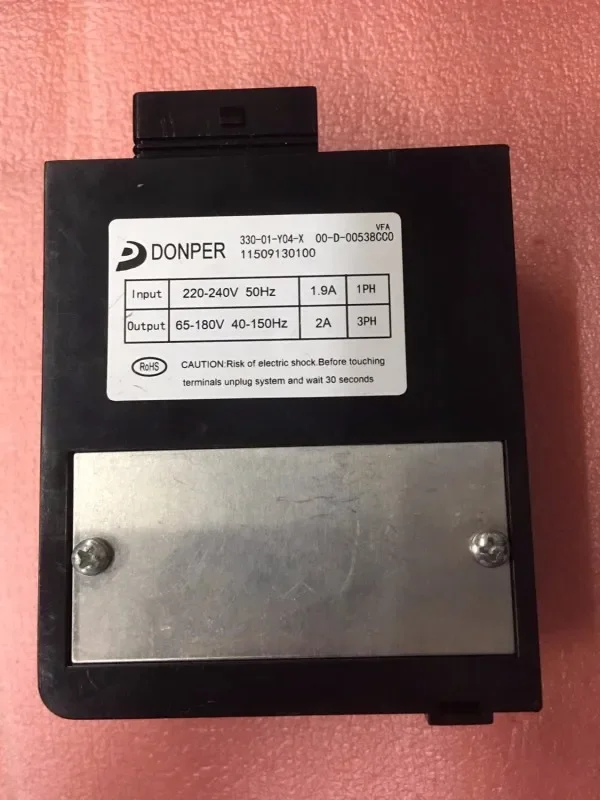 VFA
DONPER 330-01-Y04-X 00-D-00538CC0
11509130100
Input 220-240V 50Hz 1.9A 1PH
Output 65-180V 40-150Hz 2A 3PH
RoHS CAUTION:Risk of electric shock.Before touching
terminals unplug system and wait 30 seconds